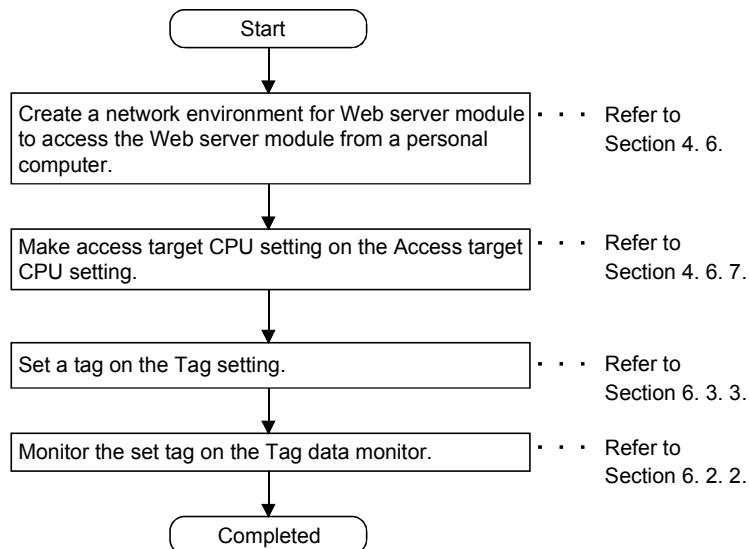 Start
Create a network environment for Web server module
to access the Web server module from a personal
computer.
· · · Refer to
Section 4. 6.
Make access target CPU setting on the Access target
CPU setting.
· · · Refer to
Section 4. 6. 7.
Set a tag on the Tag setting.
· · · Refer to
Section 6. 3. 3.
Monitor the set tag on the Tag data monitor.
· · · Refer to
Section 6. 2. 2.
Completed